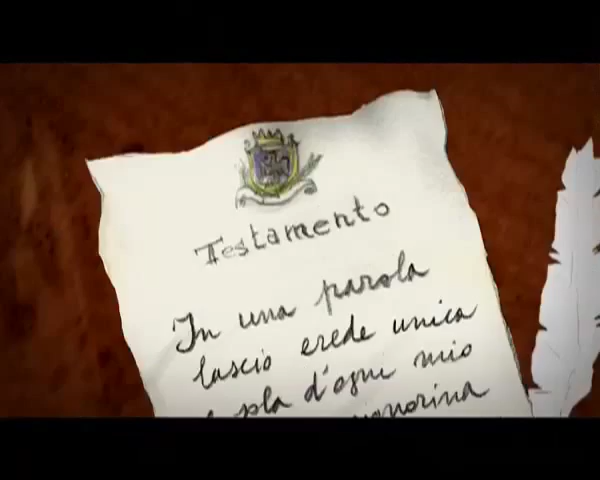 Testamento
In una parola
lascio erede unica
d'ogni mio